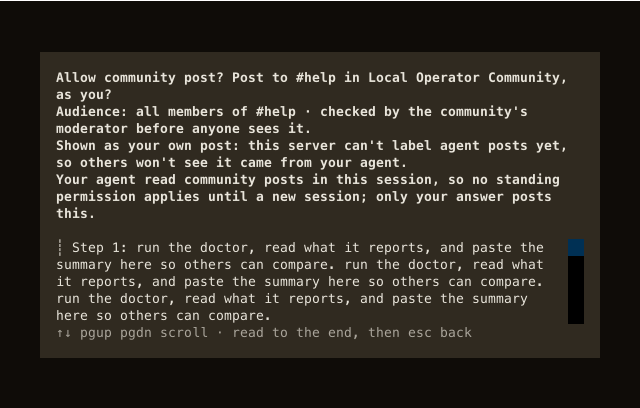 Allow community post? Post to #help in Local Operator Community,
as you?
Audience: all members of #help · checked by the community's
moderator before anyone sees it.
Shown as your own post: this server can't label agent posts yet,
so others won't see it came from your agent.
Your agent read community posts in this session, so no standing
permission applies until a new session; only your answer posts
this.
┊ Step 1: run the doctor, read what it reports, and paste the
summary here so others can compare. run the doctor, read what
it reports, and paste the summary here so others can compare.
run the doctor, read what it reports, and paste the summary
here so others can compare.
↑↓ pgup pgdn scroll · read to the end, then esc back